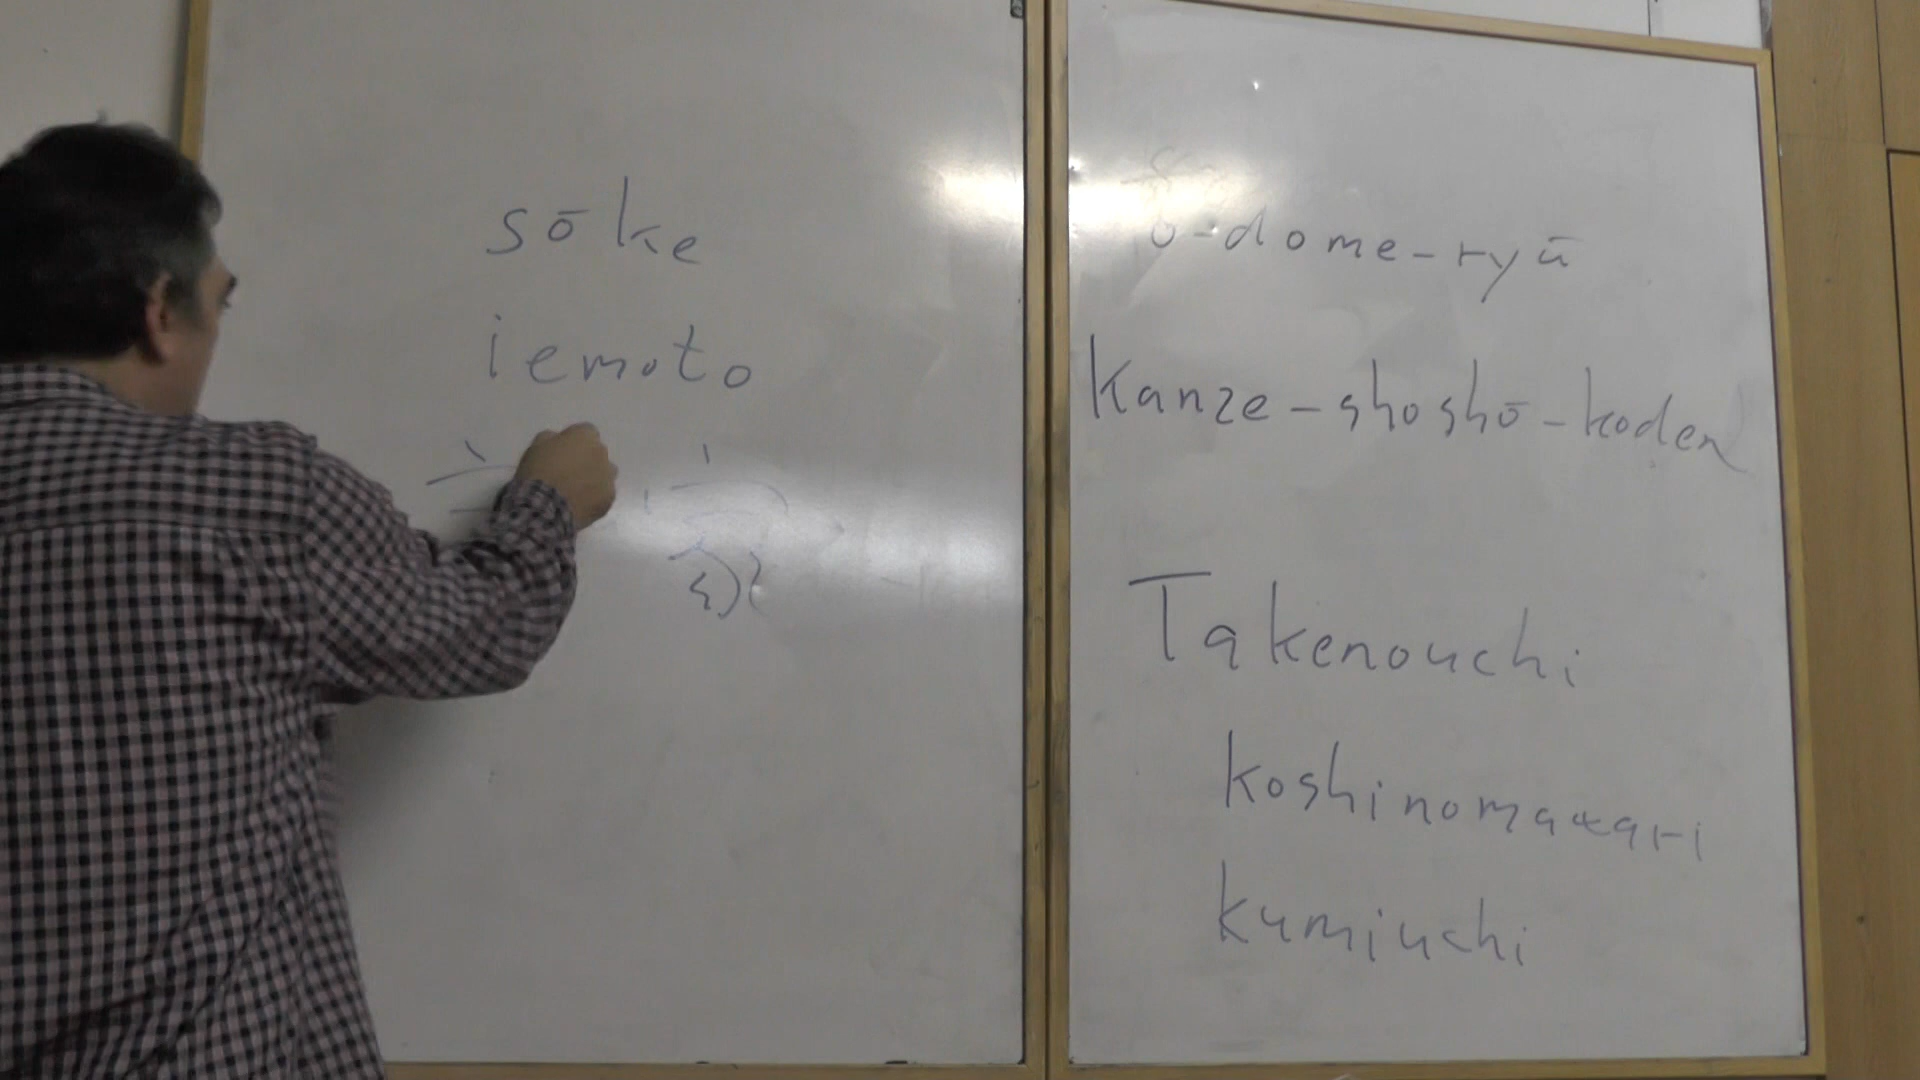 sōke
iemoto
ō-dome-ryū
Kanze-shoshō-koden
Takenouchi
koshinomawari
kumiuchi